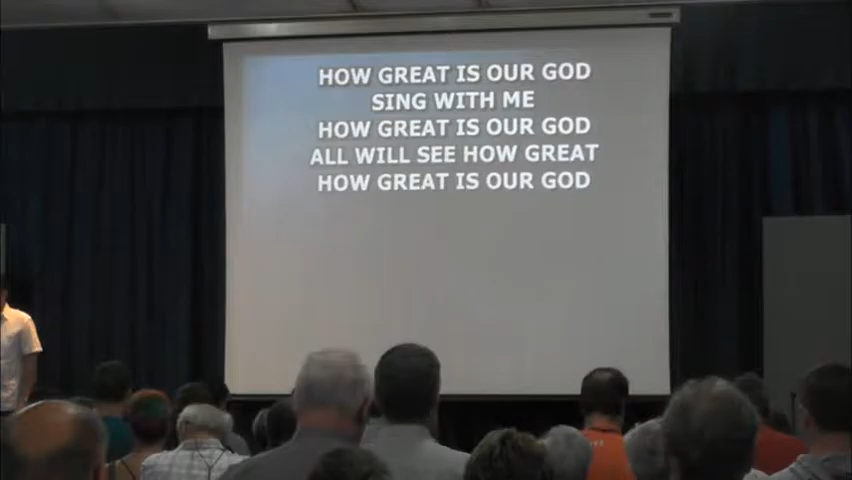 HOW GREAT IS OUR GOD
SING WITH ME
HOW GREAT IS OUR GOD
ALL WILL SEE HOW GREAT
HOW GREAT IS OUR GOD